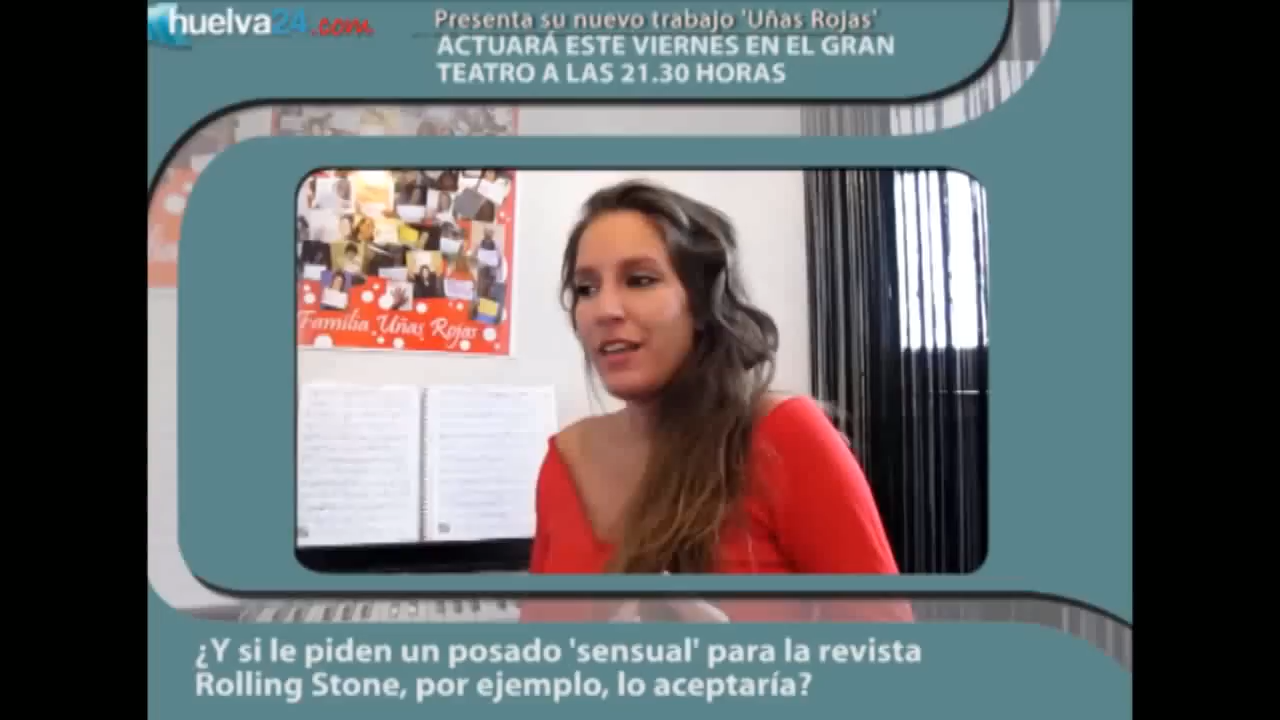 huelva24.com
Presenta su nuevo trabajo 'Uñas Rojas'
ACTUARÁ ESTE VIERNES EN EL GRAN
TEATRO A LAS 21.30 HORAS
Familia Uñas Rojas
¿Y si le piden un posado 'sensual' para la revista
Rolling Stone, por ejemplo, lo aceptaría?